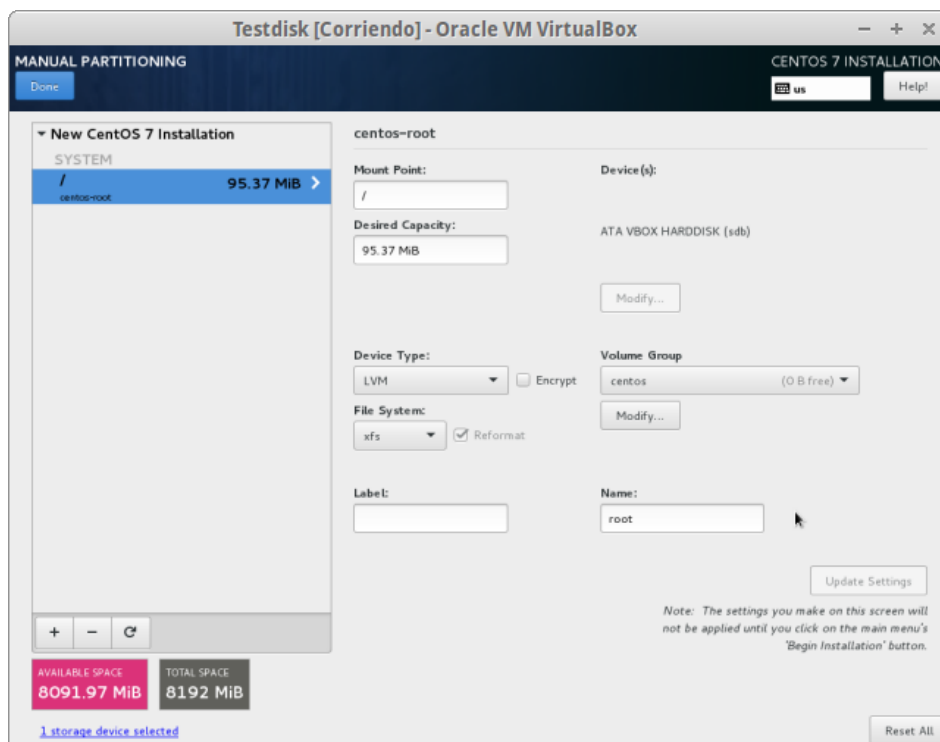 Testdisk [Corriendo] - Oracle VM VirtualBox
MANUAL PARTITIONING
CENTOS 7 INSTALLATION
Done
us
Help!
New CentOS 7 Installation
SYSTEM
/
95.37 MiB
centos-root
centos-root
Mount Point:
Device(s):
/
Desired Capacity:
ATA VBOX HARDDISK (sdb)
95.37 MiB
Modify...
Device Type:
Volume Group
LVM
Encrypt
centos (0 B free)
File System:
Modify...
xfs
Reformat
Label:
Name:
root
Update Settings
Note: The settings you make on this screen will
not be applied until you click on the main menu's
'Begin Installation' button.
+ −
AVAILABLE SPACE
8091.97 MiB
TOTAL SPACE
8192 MiB
1 storage device selected
Reset All